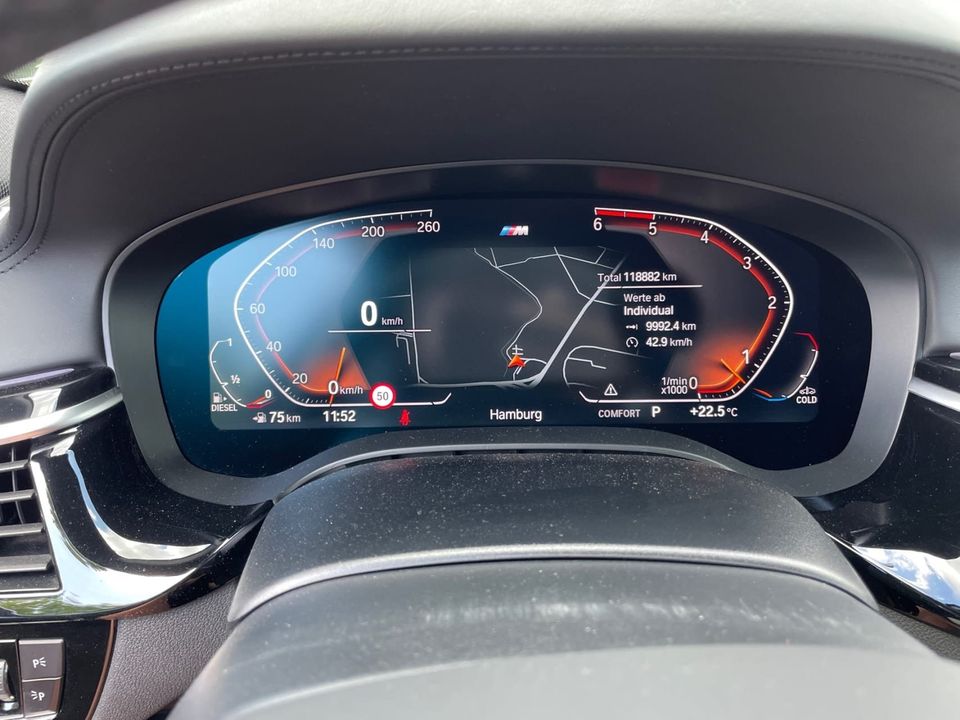 260
200
140
100
60
40
20
0 km/h
0 km/h
M
6
5
4
3
2
1
0
1/min
x1000
Total 118882 km
Werte ab
Individual
9992.4 km
42.9 km/h
1
½
0
DIESEL
COLD
50
75 km
11:52
Hamburg
COMFORT
P
+22.5 °C
P
P